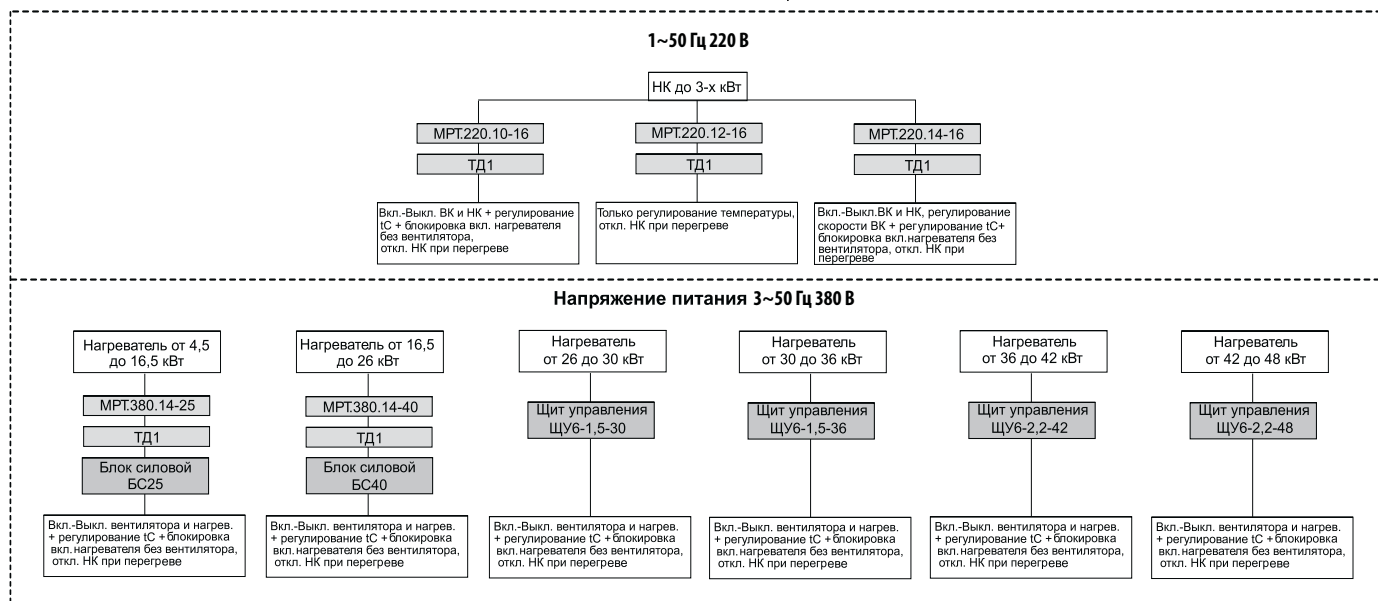 1~50 Гц 220 В
НК до 3-х кВт
МРТ.220.10-16
ТД1
Вкл.-Выкл. ВК и НК + регулирование
tC + блокировка вкл. нагревателя
без вентилятора,
откл. НК при перегреве
МРТ.220.12-16
ТД1
Только регулирование температуры,
откл. НК при перегреве
МРТ.220.14-16
ТД1
Вкл.-Выкл.ВК и НК, регулирование
скорости ВК + регулирование tC+
блокировка вкл.нагревателя без
вентилятора, откл. НК при
перегреве
Напряжение питания 3~50 Гц 380 В
Нагреватель от 4,5
до 16,5 кВт
МРТ.380.14-25
ТД1
Блок силовой
БС25
Вкл.-Выкл. вентилятора и нагрев.
+ регулирование tC +блокировка
вкл.нагревателя без вентилятора,
откл. НК при перегреве
Нагреватель от 16,5
до 26 кВт
МРТ.380.14-40
ТД1
Блок силовой
БС40
Вкл.-Выкл. вентилятора и нагрев.
+ регулирование tC +блокировка
вкл.нагревателя без вентилятора,
откл. НК при перегреве
Нагреватель
от 26 до 30 кВт
Щит управления
ЩУ6-1,5-30
Вкл.-Выкл. вентилятора и нагрев.
+ регулирование tC +блокировка
вкл.нагревателя без вентилятора,
откл. НК при перегреве
Нагреватель
от 30 до 36 кВт
Щит управления
ЩУ6-1,5-36
Вкл.-Выкл. вентилятора и нагрев.
+ регулирование tC +блокировка
вкл.нагревателя без вентилятора,
откл. НК при перегреве
Нагреватель
от 36 до 42 кВт
Щит управления
ЩУ6-2,2-42
Вкл.-Выкл. вентилятора и нагрев.
+ регулирование tC +блокировка
вкл.нагревателя без вентилятора,
откл. НК при перегреве
Нагреватель
от 42 до 48 кВт
Щит управления
ЩУ6-2,2-48
Вкл.-Выкл. вентилятора и нагрев.
+ регулирование tC +блокировка
вкл.нагревателя без вентилятора,
откл. НК при перегреве